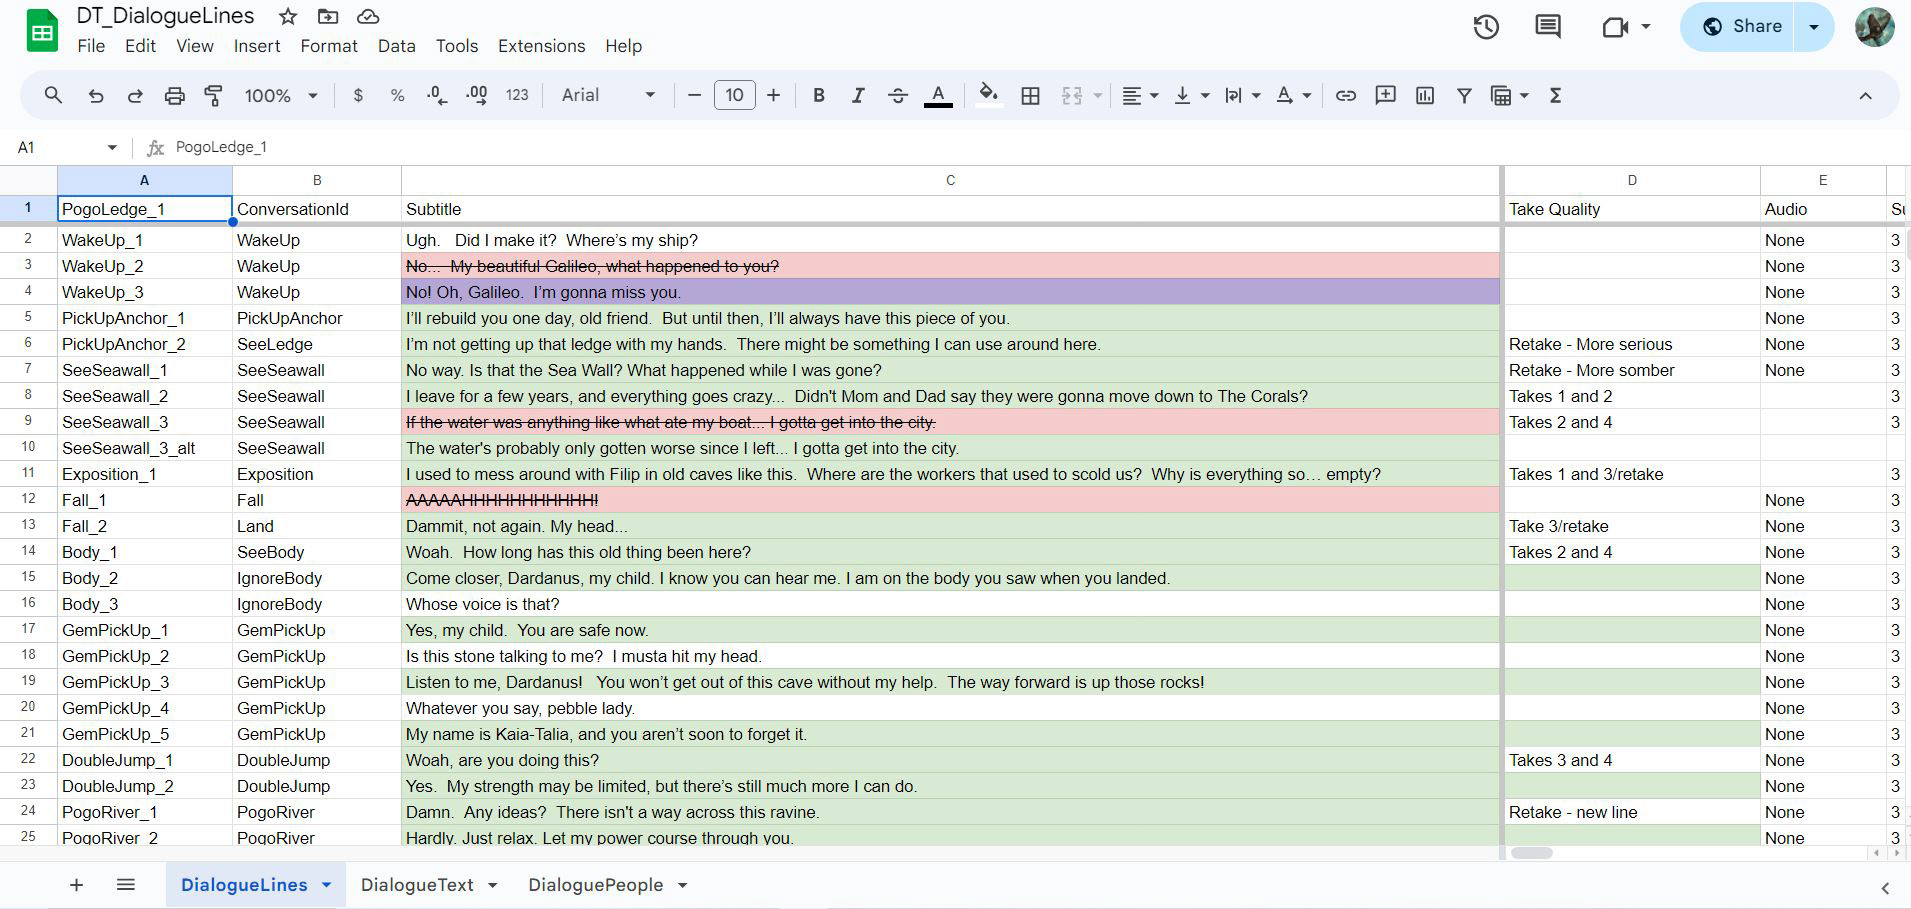 DT_DialogueLines
File Edit View Insert Format Data Tools Extensions Help
Share
100% $ % .0 .00 123 Arial 10 B I S A
A1 fx PogoLedge_1
A B C D E
1 PogoLedge_1 ConversationId Subtitle Take Quality Audio
2 WakeUp_1 WakeUp Ugh.   Did I make it?  Where’s my ship? None 3
3 WakeUp_2 WakeUp No...  My beautiful Galileo, what happened to you? None 3
4 WakeUp_3 WakeUp No! Oh, Galileo.  I’m gonna miss you. None 3
5 PickUpAnchor_1 PickUpAnchor I’ll rebuild you one day, old friend.  But until then, I’ll always have this piece of you. None 3
6 PickUpAnchor_2 SeeLedge I’m not getting up that ledge with my hands.  There might be something I can use around here. Retake - More serious None 3
7 SeeSeawall_1 SeeSeawall No way. Is that the Sea Wall? What happened while I was gone? Retake - More somber None 3
8 SeeSeawall_2 SeeSeawall I leave for a few years, and everything goes crazy...  Didn't Mom and Dad say they were gonna move down to The Corals? Takes 1 and 2 3
9 SeeSeawall_3 SeeSeawall If the water was anything like what ate my boat... I gotta get into the city. Takes 2 and 4 3
10 SeeSeawall_3_alt SeeSeawall The water's probably only gotten worse since I left... I gotta get into the city.
11 Exposition_1 Exposition I used to mess around with Filip in old caves like this.  Where are the workers that used to scold us?  Why is everything so… empty? Takes 1 and 3/retake 3
12 Fall_1 Fall AAAAAHHHHHHHHHHHH! None 3
13 Fall_2 Land Dammit, not again. My head... Take 3/retake None 3
14 Body_1 SeeBody Woah.  How long has this old thing been here? Takes 2 and 4 None 3
15 Body_2 IgnoreBody Come closer, Dardanus, my child. I know you can hear me. I am on the body you saw when you landed. None 3
16 Body_3 IgnoreBody Whose voice is that? None 3
17 GemPickUp_1 GemPickUp Yes, my child.  You are safe now. None 3
18 GemPickUp_2 GemPickUp Is this stone talking to me?  I musta hit my head. None 3
19 GemPickUp_3 GemPickUp Listen to me, Dardanus!   You won’t get out of this cave without my help.  The way forward is up those rocks! None 3
20 GemPickUp_4 GemPickUp Whatever you say, pebble lady. None 3
21 GemPickUp_5 GemPickUp My name is Kaia-Talia, and you aren’t soon to forget it. None 3
22 DoubleJump_1 DoubleJump Woah, are you doing this? Takes 3 and 4 None 3
23 DoubleJump_2 DoubleJump Yes.  My strength may be limited, but there’s still much more I can do. None 3
24 PogoRiver_1 PogoRiver Damn.  Any ideas?  There isn't a way across this ravine. Retake - new line None 3
25 PogoRiver_2 PogoRiver Hardly. Just relax. Let my power course through you. None 3
DialogueLines DialogueText DialoguePeople